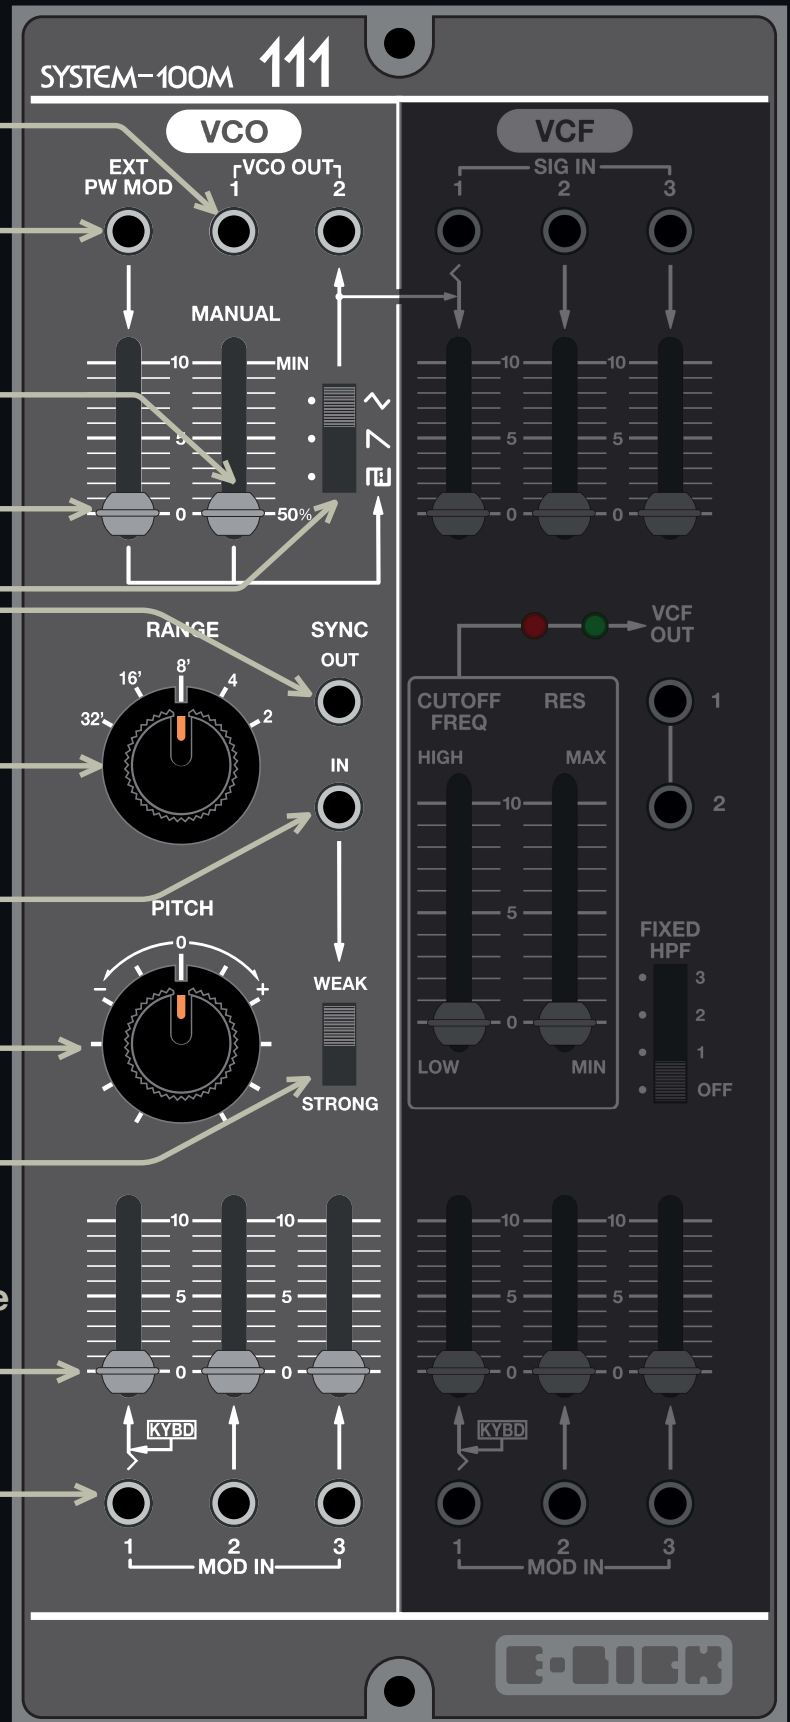 SYSTEM-100M 111
VCO
EXT
PW MOD
VCO OUT
1
2
MANUAL
10
MIN
5
0
50%
RANGE
32'
16'
8'
4
2
SYNC
OUT
IN
PITCH
0
−
+
WEAK
STRONG
10
10
5
5
0
0
KYBD
1
2
3
MOD IN
VCF
SIG IN
1
2
3
10
10
5
5
0
0
VCF
OUT
CUTOFF
FREQ
RES
1
HIGH
MAX
10
2
5
FIXED
HPF
3
2
1
OFF
0
LOW
MIN
10
10
5
5
0
0
KYBD
1
2
3
MOD IN
e